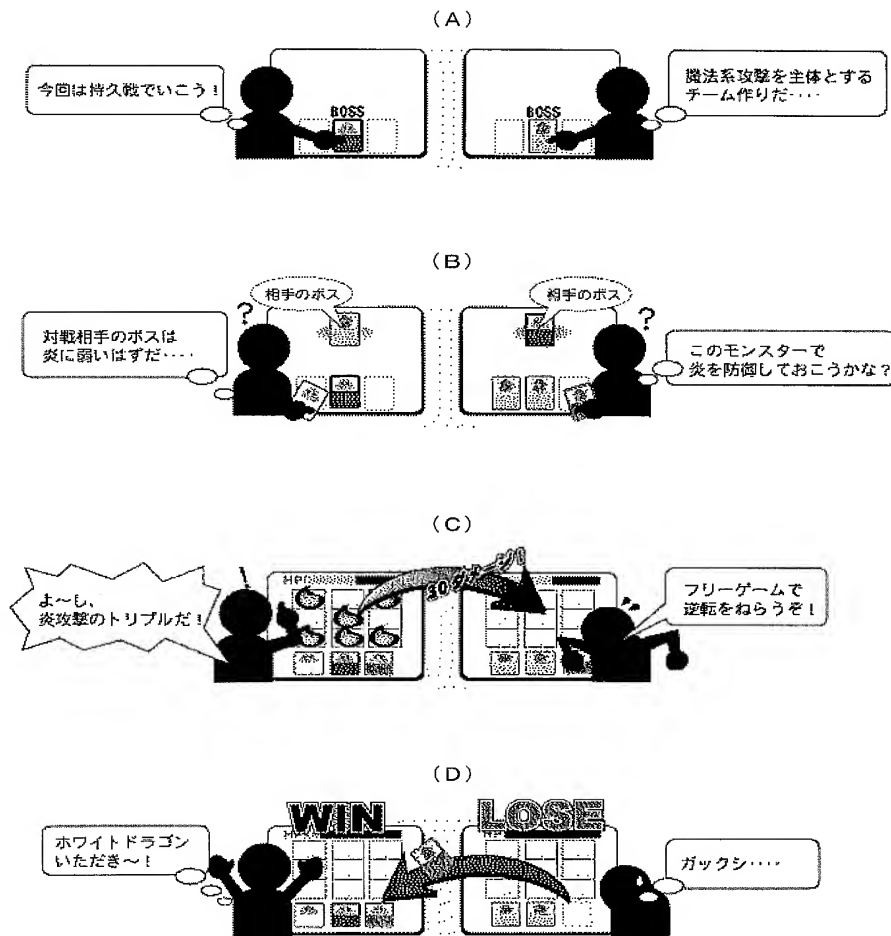 (A)
今回は持久戦でいこう！
BOSS
BOSS
魔法系攻撃を主体とする
チーム作りだ‥‥
(B)
相手のボス
対戦相手のボスは
炎に弱いはずだ‥‥
?
相手のボス
?
このモンスターで
炎を防御しておこうかな？
(C)
よ〜し、
炎攻撃のトリプルだ！
HP
30ダメージ!
フリーゲームで
逆転をねらうぞ！
(D)
WIN
LOSE
ホワイトドラゴン
いただき〜！
ガックシ‥‥